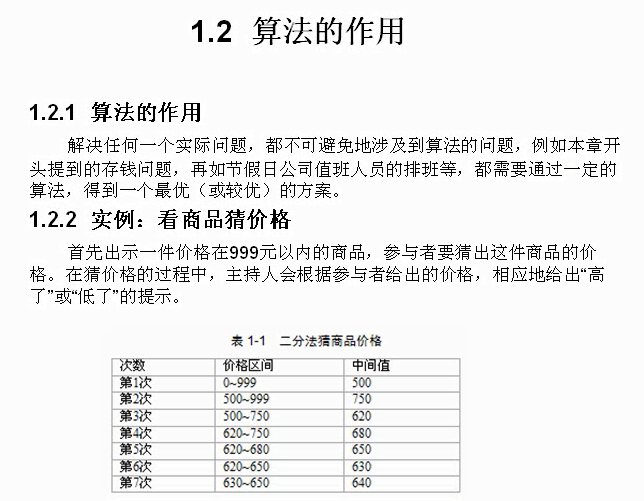 1.2 算法的作用
1.2.1 算法的作用
解决任何一个实际问题，都不可避免地涉及到算法的问题，例如本章开
头提到的存钱问题，再如节假日公司值班人员的排班等，都需要通过一定的
算法，得到一个最优（或较优）的方案。
1.2.2 实例：看商品猜价格
首先出示一件价格在999元以内的商品，参与者要猜出这件商品的价
格。在猜价格的过程中，主持人会根据参与者给出的价格，相应地给出“高
了”或“低了”的提示。
表 1-1 二分法猜商品价格
次数 价格区间 中间值
第1次 0~999 500
第2次 500~999 750
第3次 500~750 620
第4次 620~750 680
第5次 620~680 650
第6次 620~650 630
第7次 630~650 640